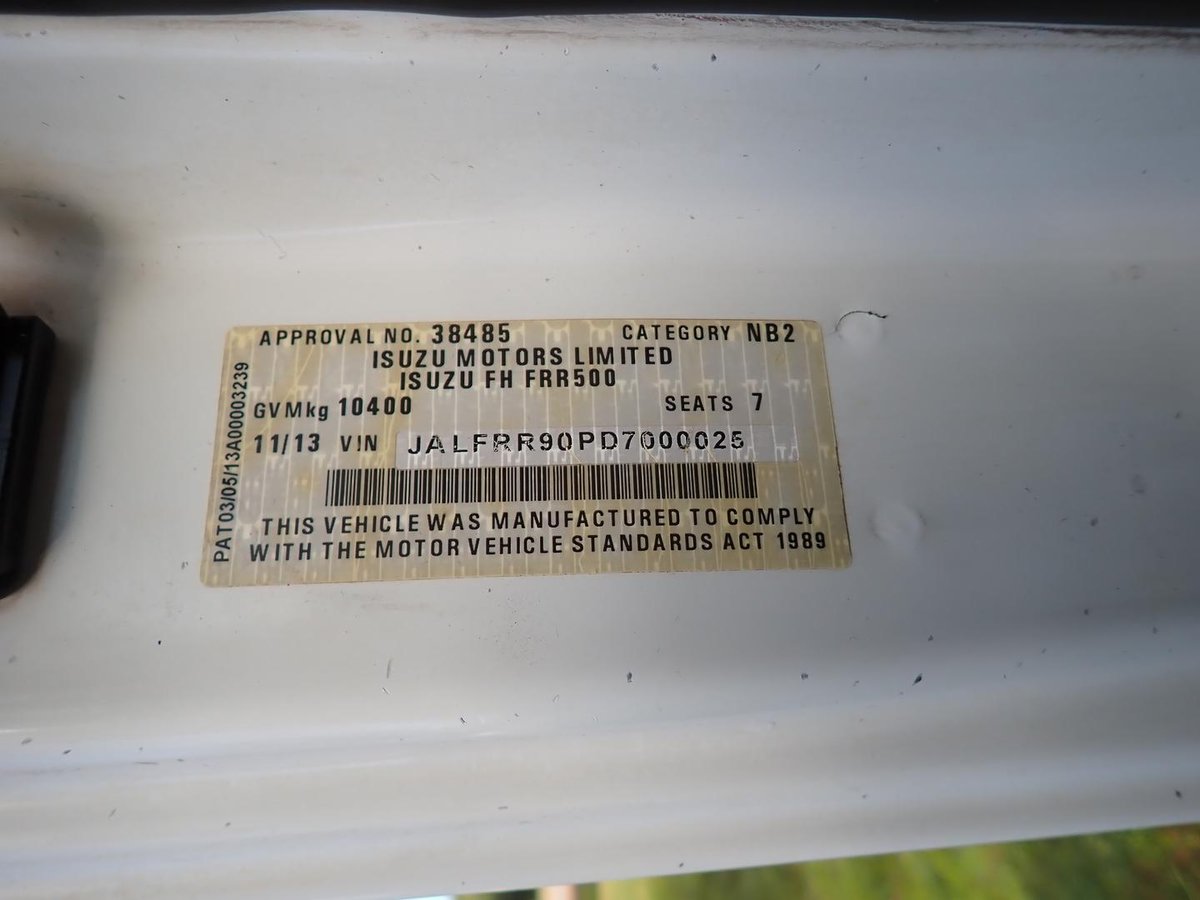 APPROVAL NO. 38485 CATEGORY NB2
ISUZU MOTORS LIMITED
ISUZU FH FRR500
GVMkg 10400 SEATS 7
11/13 VIN JALFRR90PD7000025
THIS VEHICLE WAS MANUFACTURED TO COMPLY
WITH THE MOTOR VEHICLE STANDARDS ACT 1989
PAT03/05/13A00003239